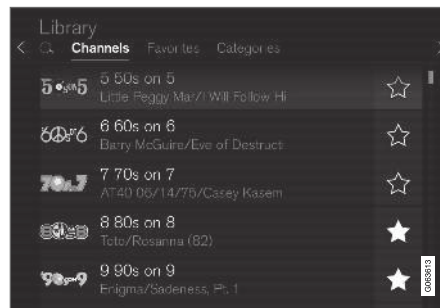 Library
Channels Favorites Categories
5 50s on 5
Little Peggy Mar//I Will Follow Hi
6 60s on 6
Barry McGuire/Eve of Destructi
7 70s on 7
AT40 06/14/75/Casey Kasem
8 80s on 8
Toto/Rosanna (82)
9 90s on 9
Enigma/Sadeness, Pt. 1
G063613